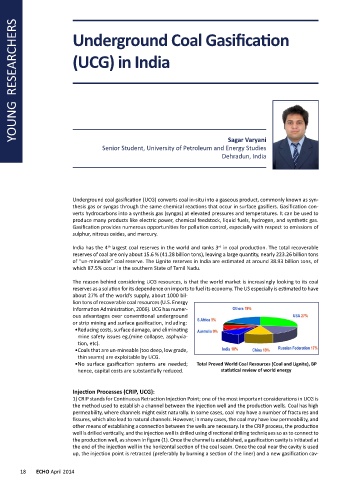 YOUNG RESEARCHERS
Underground Coal Gasification
(UCG) in India
Sagar Varyani
Senior Student, University of Petroleum and Energy Studies
Dehradun, India
Underground coal gasification (UCG) converts coal in-situ into a gaseous product, commonly known as syn-
thesis gas or syngas through the same chemical reactions that occur in surface gasifiers. Gasification con-
verts hydrocarbons into a synthesis gas (syngas) at elevated pressures and temperatures. It can be used to
produce many products like electric power, chemical feedstock, liquid fuels, hydrogen, and synthetic gas.
Gasification provides numerous opportunities for pollution control, especially with respect to emissions of
sulphur, nitrous oxides, and mercury.
India has the 4th largest coal reserves in the world and ranks 3rd in coal production. The total recoverable
reserves of coal are only about 15.6 % (41.28 billion tons), leaving a large quantity, nearly 223.26 billion tons
of "un-mineable" coal reserve. The Lignite reserves in India are estimated at around 38.93 billion tons, of
which 87.5% occur in the southern State of Tamil Nadu.
The reason behind considering UCG resources, is that the world market is increasingly looking to its coal
reserves as a solution for its dependence on imports to fuel its economy. The US especially is estimated to have
about 27% of the world's supply, about 1000 bil-
lion tons of recoverable coal resources (U.S. Energy
Information Administration, 2006). UCG has numer-
ous advantages over conventional underground
or strip mining and surface gasification, including:
•Reducing costs, surface damage, and eliminating
mine safety issues eg.(mine collapse, asphyxia-
tion, etc).
•Coals that are un-mineable (too deep, low grade,
thin seams) are exploitable by UCG.
•No surface gasification systems are needed;
hence, capital costs are substantially reduced.
Others 19%
USA 27%
S.Africa 5%
Australia 9%
India 10%
China 13%
Russian Federation 17%
Total Proved World Coal Resources (Coal and Lignite), BP
statistical review of world energy
Injection Processes (CRIP, UCG):
1) CRIP stands for Continuous Retraction Injection Point; one of the most important considerations in UCG is
the method used to establish a channel between the injection well and the production wells. Coal has high
permeability, where channels might exist naturally. In some cases, coal may have a number of fractures and
fissures, which also lead to natural channels. However, in many cases, the coal may have low permeability, and
other means of establishing a connection between the wells are necessary. In the CRIP process, the production
well is drilled vertically, and the injection well is drilled using directional drilling techniques so as to connect to
the production well, as shown in figure (1). Once the channel is established, a gasification cavity is initiated at
the end of the injection well in the horizontal section of the coal seam. Once the coal near the cavity is used
up, the injection point is retracted (preferably by burning a section of the liner) and a new gasification cav-
18 ECHO April 2014